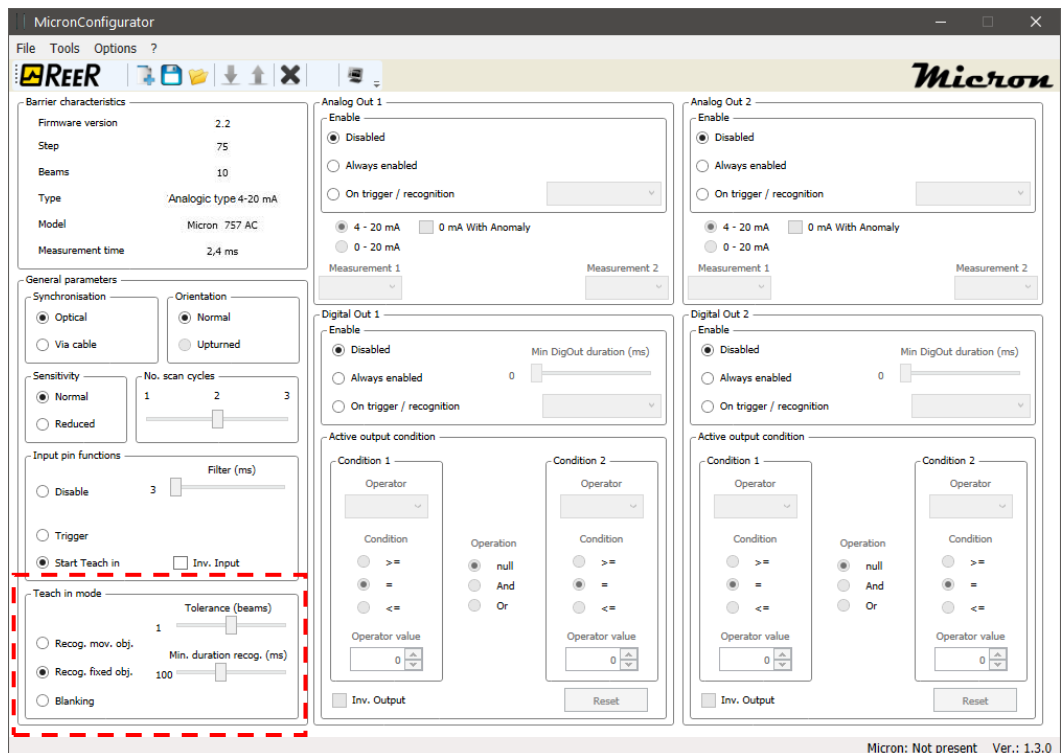 MicronConfigurator
File Tools Options ?
REER
Micron
Barrier characteristics
Firmware version 2.2
Step 75
Beams 10
Type Analogic type 4-20 mA
Model Micron 757 AC
Measurement time 2,4 ms
General parameters
Synchronisation
Optical
Via cable
Orientation
Normal
Upturned
Sensitivity
Normal
Reduced
No. scan cycles
1 2 3
Input pin functions
Filter (ms)
Disable 3
Trigger
Start Teach in Inv. Input
Teach in mode
Tolerance (beams)
1
Recog. mov. obj.
Min. duration recog. (ms)
Recog. fixed obj. 100
Blanking
Analog Out 1
Enable
Disabled
Always enabled
On trigger / recognition
4 - 20 mA 0 mA With Anomaly
0 - 20 mA
Measurement 1 Measurement 2
Digital Out 1
Enable
Disabled Min DigOut duration (ms)
Always enabled 0
On trigger / recognition
Active output condition
Condition 1
Operator
Condition
>=
=
<=
Operator value
0
Operation
null
And
Or
Condition 2
Operator
Condition
>=
=
<=
Operator value
0
Inv. Output Reset
Analog Out 2
Enable
Disabled
Always enabled
On trigger / recognition
4 - 20 mA 0 mA With Anomaly
0 - 20 mA
Measurement 1 Measurement 2
Digital Out 2
Enable
Disabled Min DigOut duration (ms)
Always enabled 0
On trigger / recognition
Active output condition
Condition 1
Operator
Condition
>=
=
<=
Operator value
0
Operation
null
And
Or
Condition 2
Operator
Condition
>=
=
<=
Operator value
0
Inv. Output Reset
Micron: Not present Ver.: 1.3.0